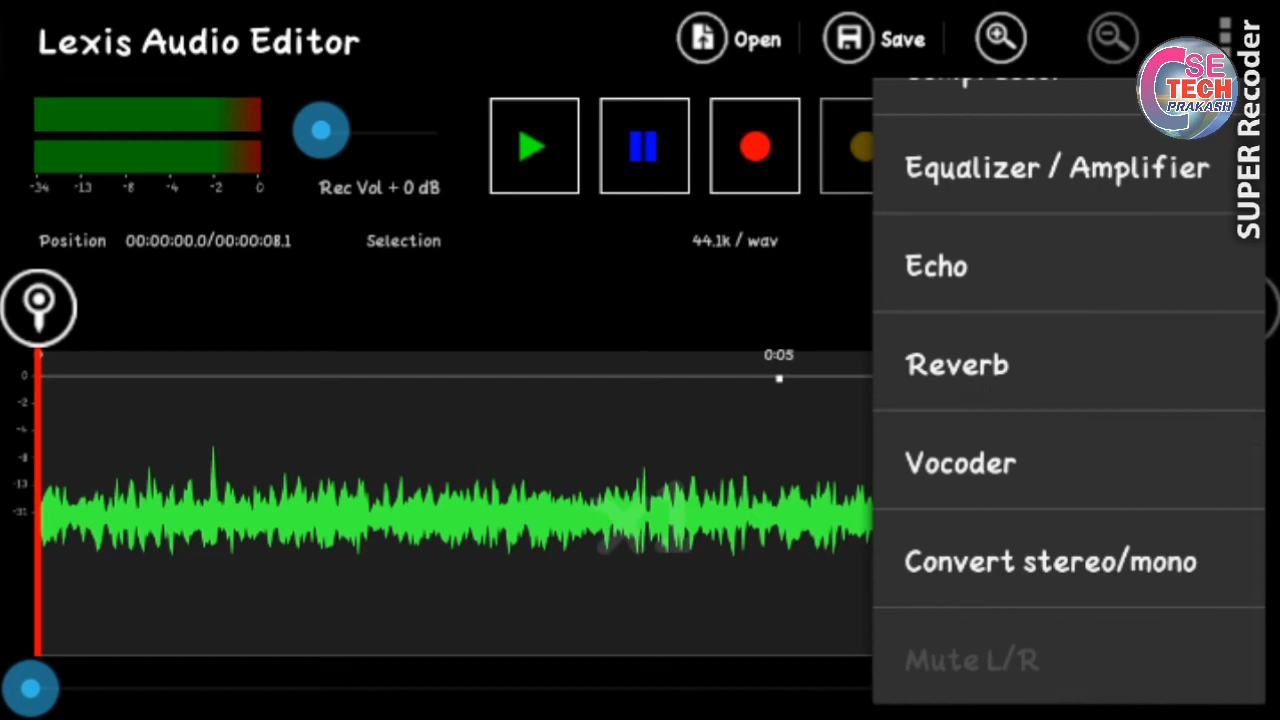 Lexis Audio Editor
Open
Save
SE
TECH
PRAKASH
SUPER Recoder
Equalizer / Amplifier
Echo
Reverb
Vocoder
Convert stereo/mono
Mute L/R
-34 -13 -8 -4 -2 0
Rec Vol + 0 dB
Position 00:00:00.0/00:00:08.1 Selection 44.1k / wav
0:05
0
-2
-4
-8
-13
-31
x1